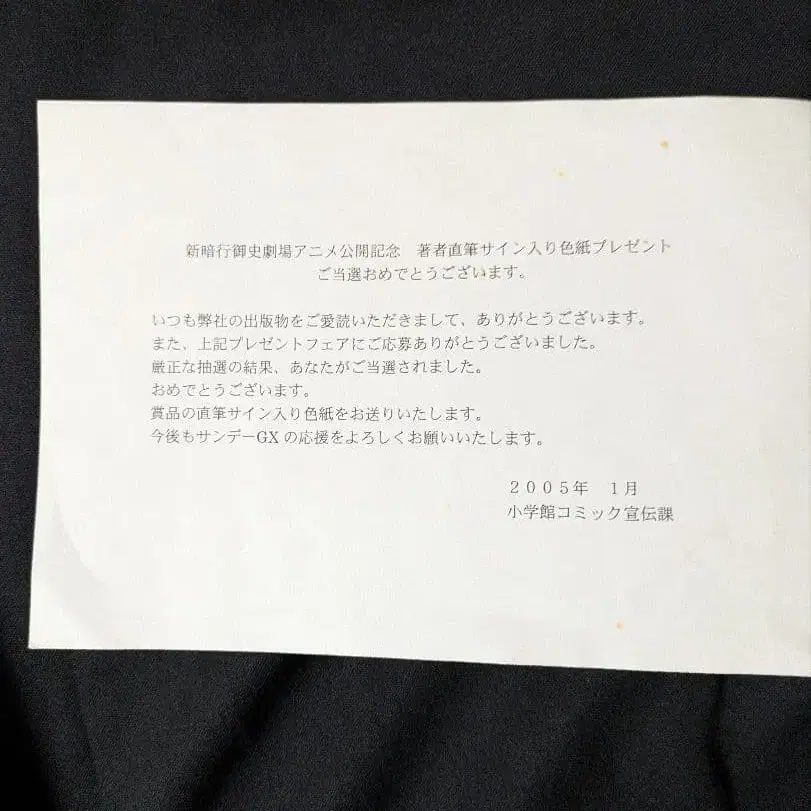 新暗行御史劇場アニメ公開記念　著者直筆サイン入り色紙プレゼント
ご当選おめでとうございます。
いつも弊社の出版物をご愛読いただきまして、ありがとうございます。
また、上記プレゼントフェアにご応募ありがとうございました。
厳正な抽選の結果、あなたがご当選されました。
おめでとうございます。
賞品の直筆サイン入り色紙をお送りいたします。
今後もサンデーGXの応援をよろしくお願いいたします。
２００５年　１月
小学館コミック宣伝課